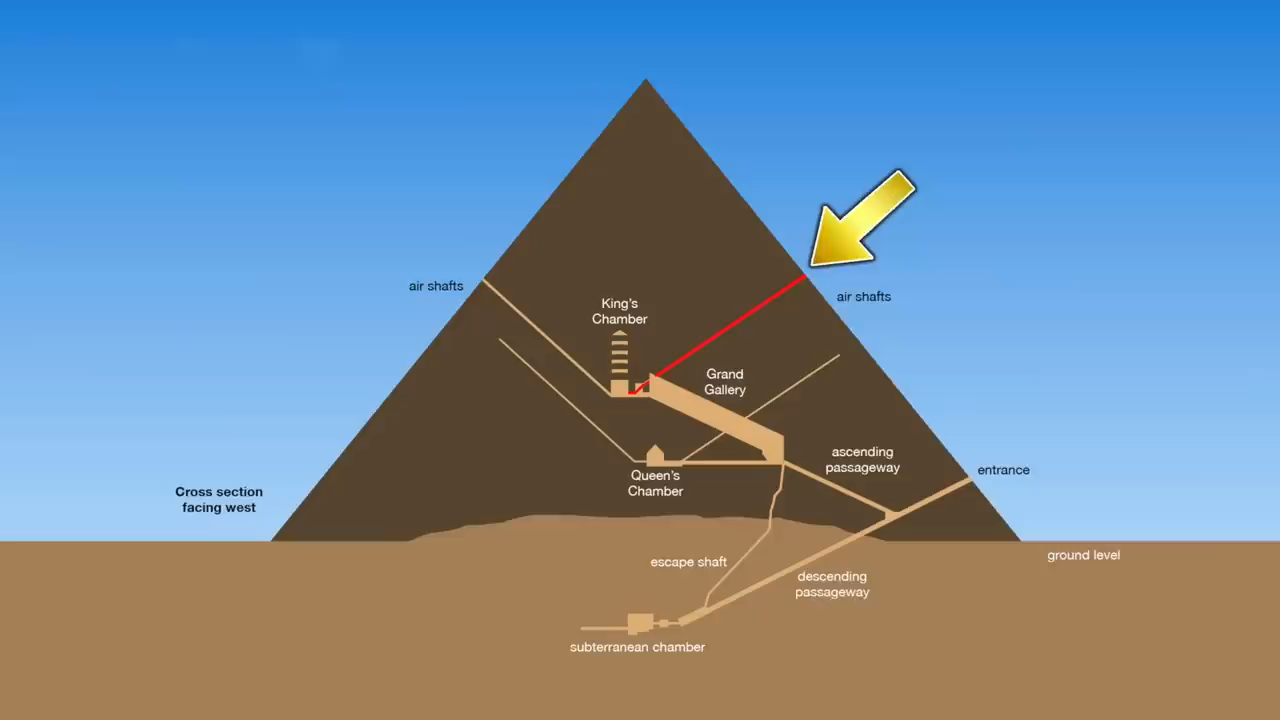 air shafts
King's
Chamber
air shafts
Grand
Gallery
ascending
passageway
entrance
Queen's
Chamber
Cross section
facing west
ground level
escape shaft
descending
passageway
subterranean chamber